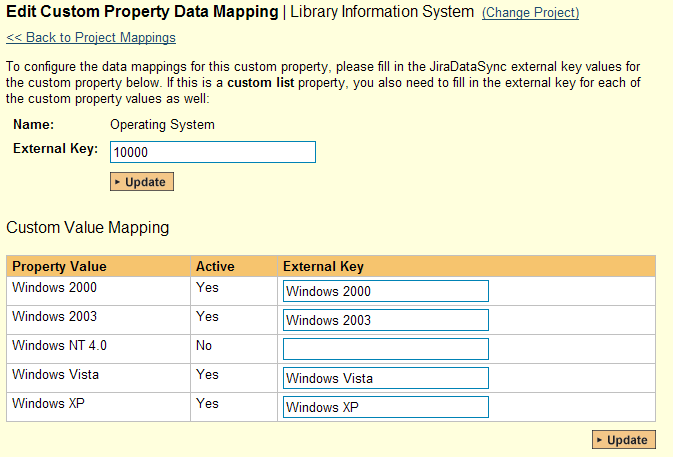 Edit Custom Property Data Mapping | Library Information System (Change Project)
<< Back to Project Mappings
To configure the data mappings for this custom property, please fill in the JiraDataSync external key values for
the custom property below. If this is a custom list property, you also need to fill in the external key for each of
the custom property values as well:
Name: Operating System
External Key: 10000
Update
Custom Value Mapping
Property Value Active External Key
Windows 2000 Yes Windows 2000
Windows 2003 Yes Windows 2003
Windows NT 4.0 No
Windows Vista Yes Windows Vista
Windows XP Yes Windows XP
Update